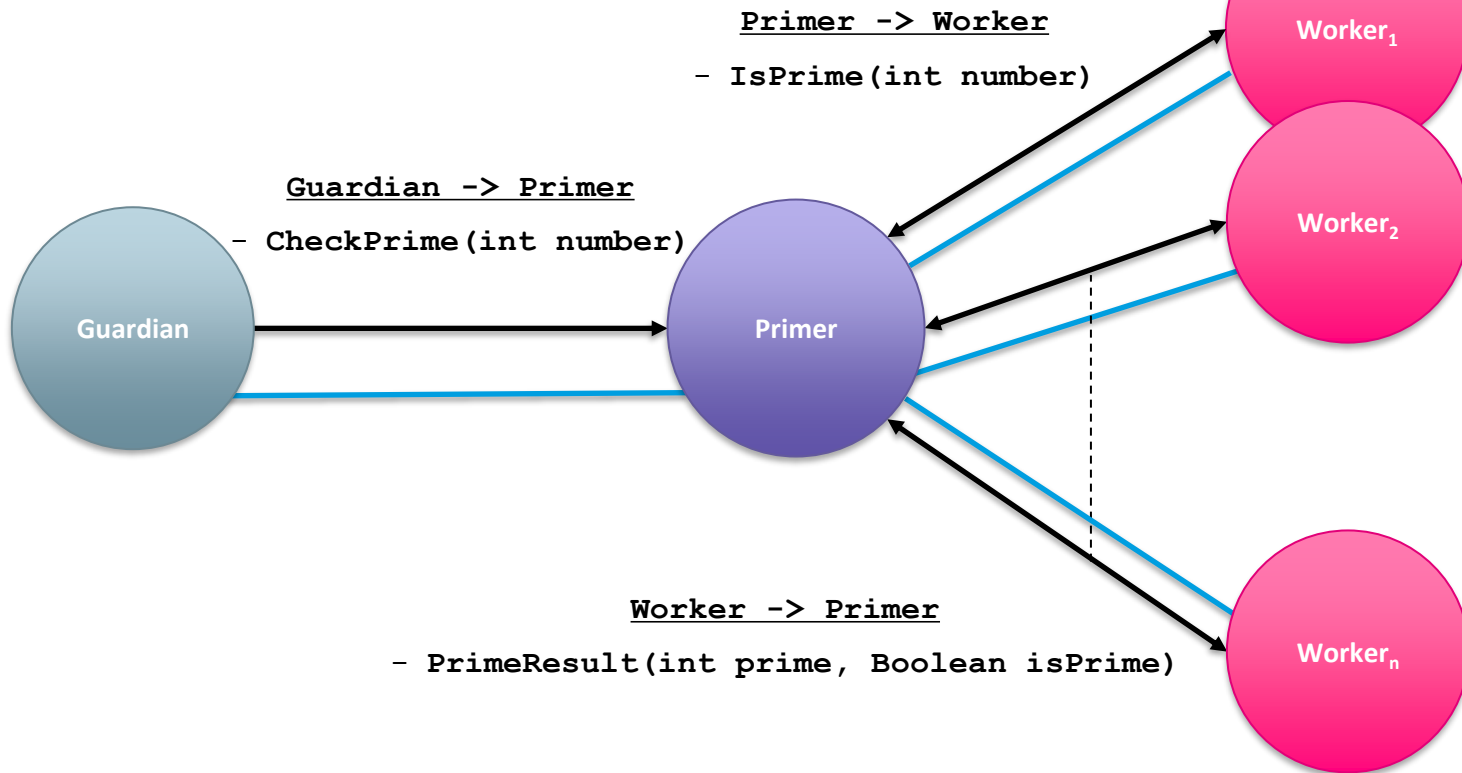 Primer -> Worker
- IsPrime(int number)
Worker₁
Guardian -> Primer
- CheckPrime(int number)
Worker₂
Guardian
Primer
Worker -> Primer
- PrimeResult(int prime, Boolean isPrime)
Workerₙ